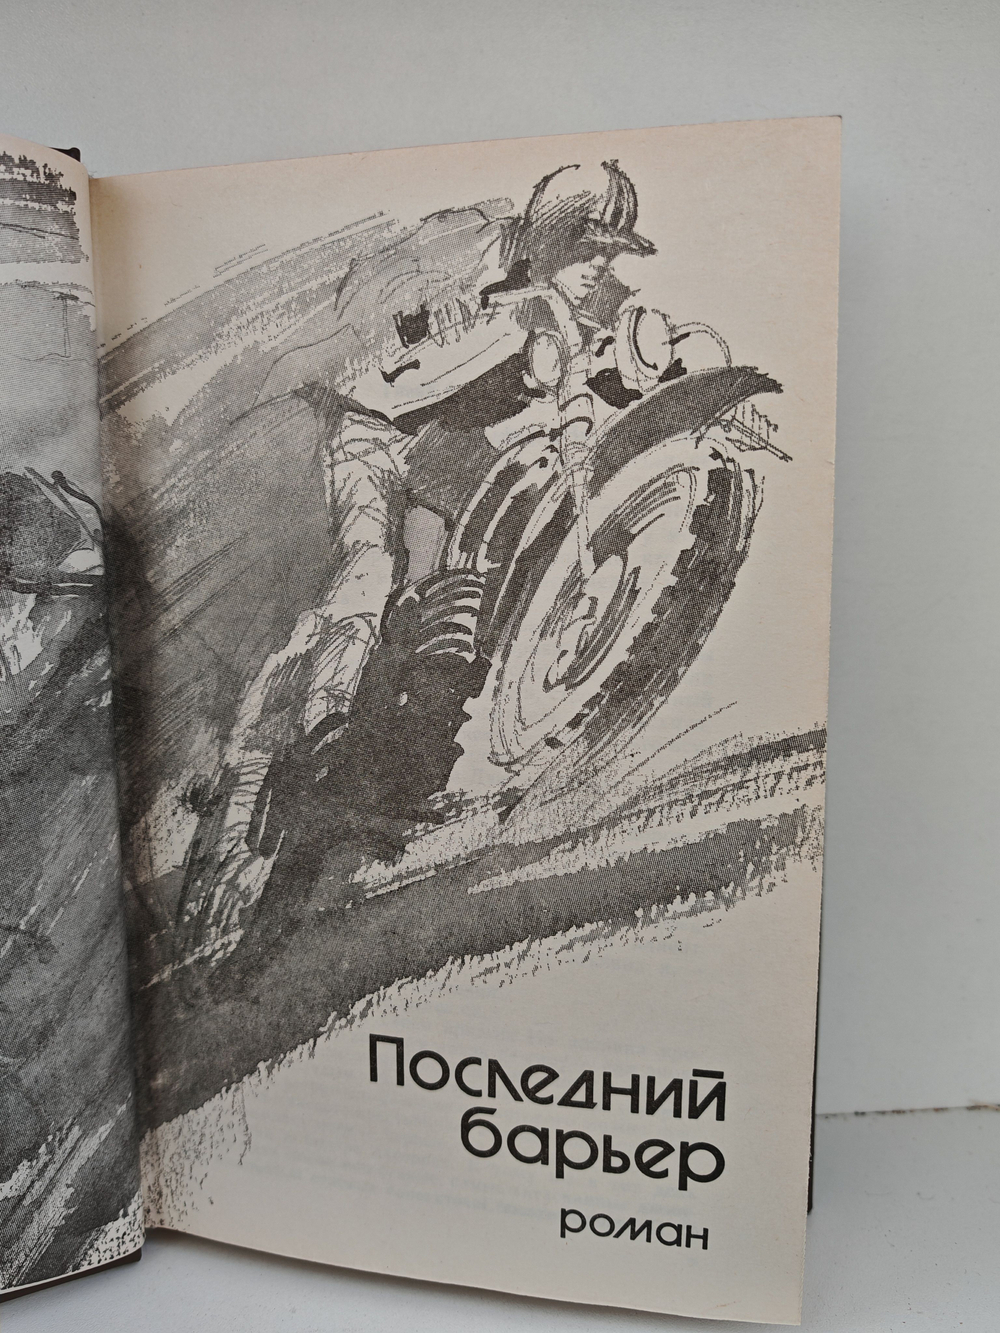 Последний
барьер
роман